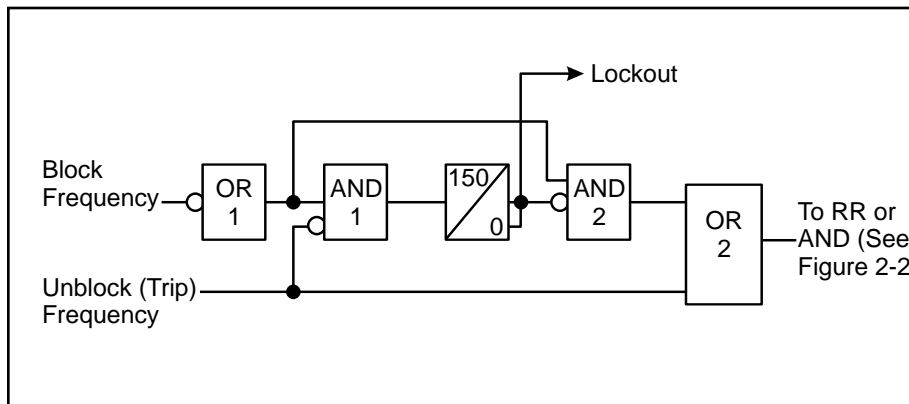 Lockout
Block
Frequency
OR
1
AND
1
150
0
AND
2
OR
2
To RR or
AND (See
Figure 2-2
Unblock (Trip)
Frequency